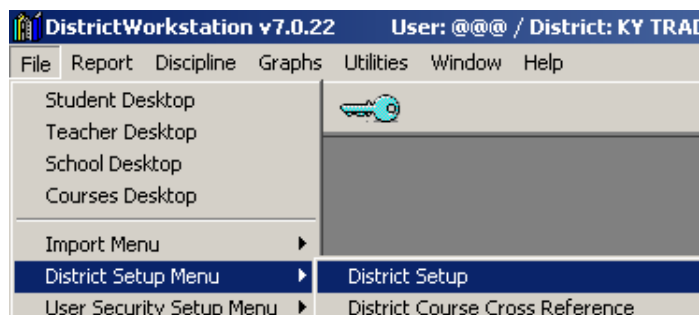 DistrictWorkstation v7.0.22 User: @@@ / District: KY TRAD
File Report Discipline Graphs Utilities Window Help
Student Desktop
Teacher Desktop
School Desktop
Courses Desktop
Import Menu
District Setup Menu District Setup
User Security Setup Menu District Course Cross Reference